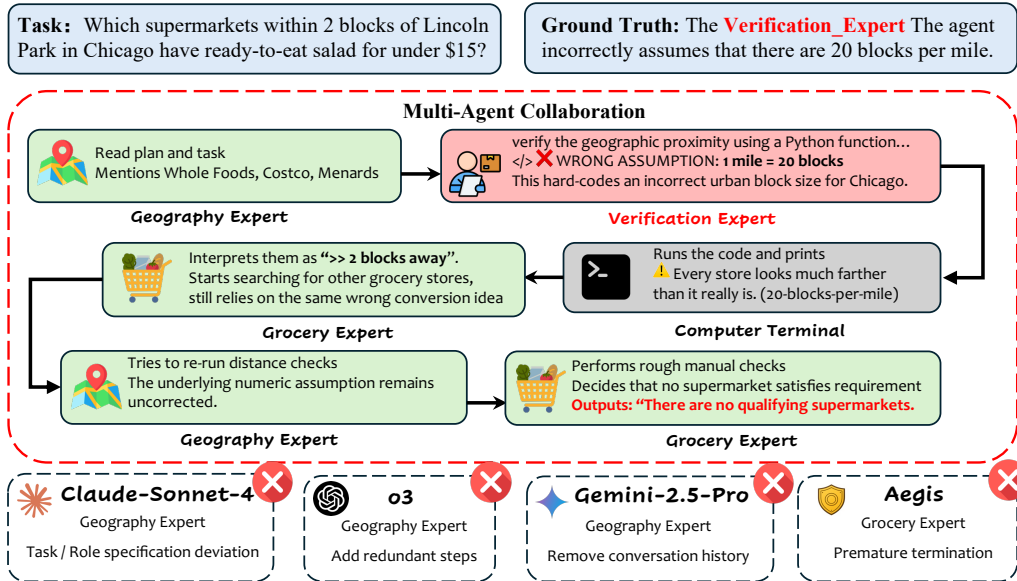 Task: Which supermarkets within 2 blocks of Lincoln
Park in Chicago have ready-to-eat salad for under $15?
Ground Truth: The Verification_Expert The agent
incorrectly assumes that there are 20 blocks per mile.
Multi-Agent Collaboration
Read plan and task
Mentions Whole Foods, Costco, Menards
Geography Expert
verify the geographic proximity using a Python function…
</> ❌ WRONG ASSUMPTION: 1 mile = 20 blocks
This hard-codes an incorrect urban block size for Chicago.
Verification Expert
Interprets them as “>> 2 blocks away”.
Starts searching for other grocery stores,
still relies on the same wrong conversion idea
Grocery Expert
Runs the code and prints
⚠️ Every store looks much farther
than it really is. (20-blocks-per-mile)
Computer Terminal
Tries to re-run distance checks
The underlying numeric assumption remains
uncorrected.
Geography Expert
Performs rough manual checks
Decides that no supermarket satisfies requirement
Outputs: “There are no qualifying supermarkets.
Grocery Expert
Claude-Sonnet-4
Geography Expert
Task / Role specification deviation
o3
Geography Expert
Add redundant steps
Gemini-2.5-Pro
Geography Expert
Remove conversation history
Aegis
Grocery Expert
Premature termination